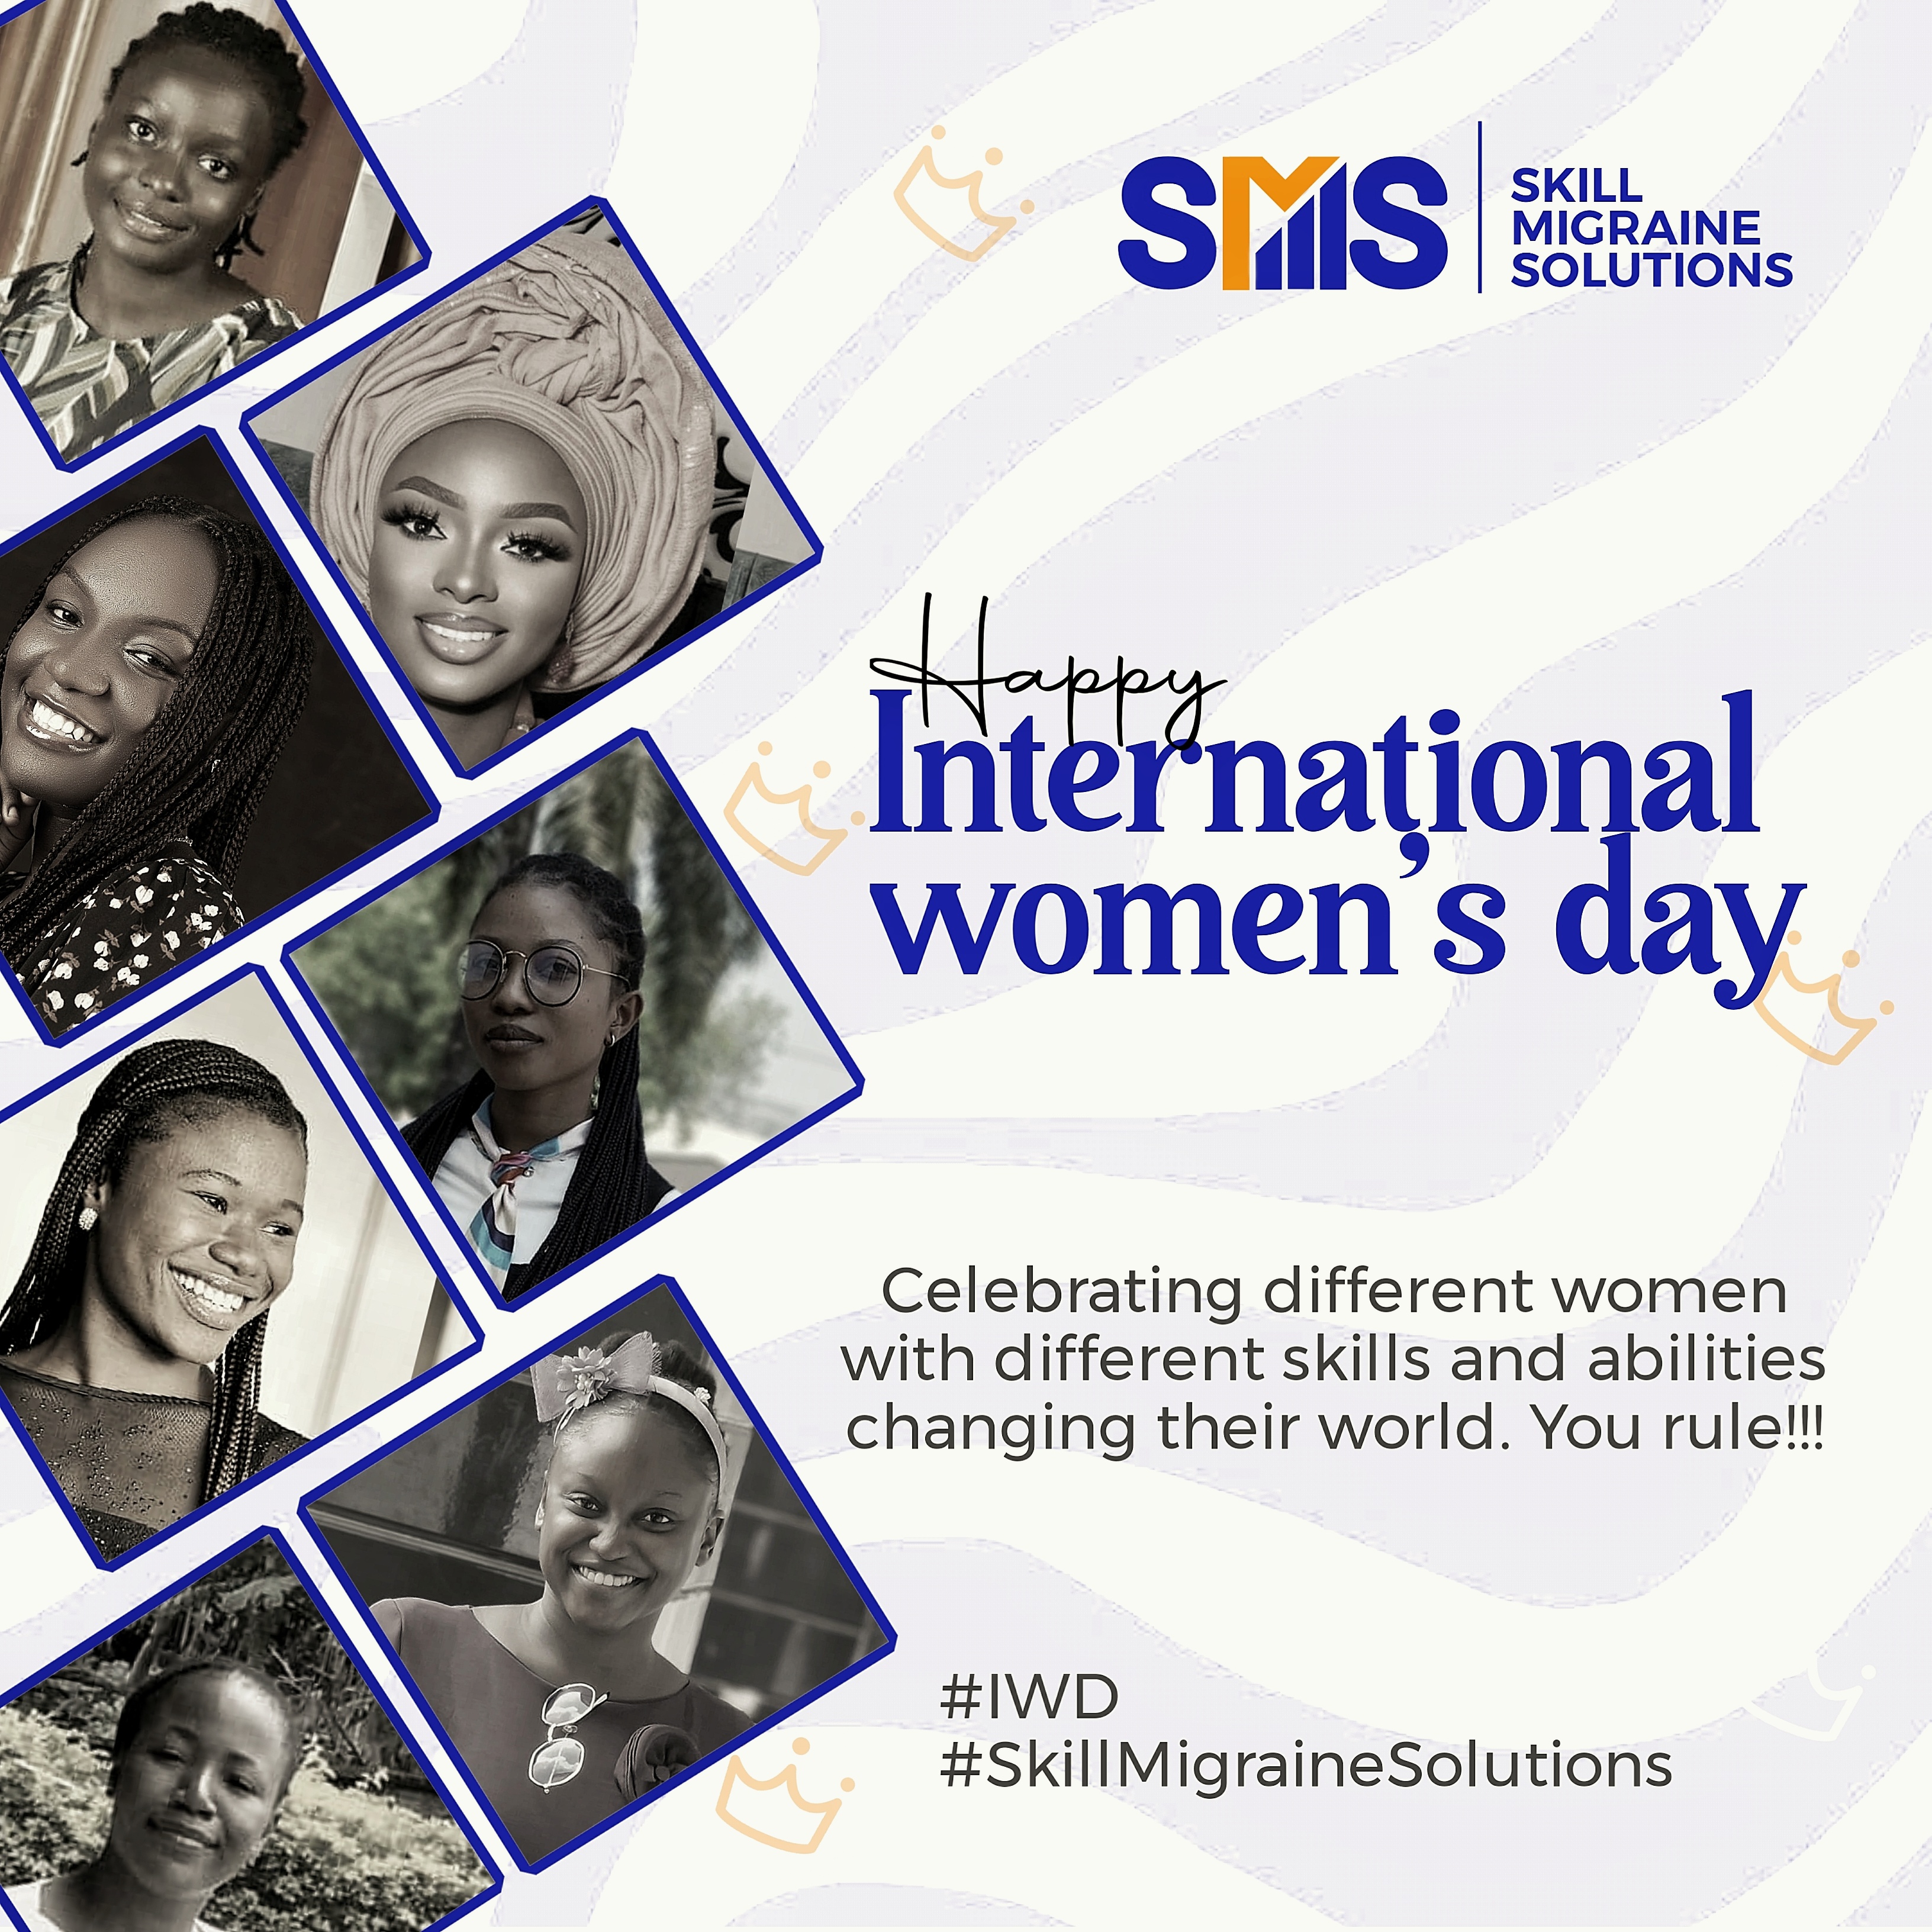 SMS
SKILL
MIGRAINE
SOLUTIONS
Happy
International
women's day
Celebrating different women
with different skills and abilities
changing their world. You rule!!!
#IWD
#SkillMigraineSolutions